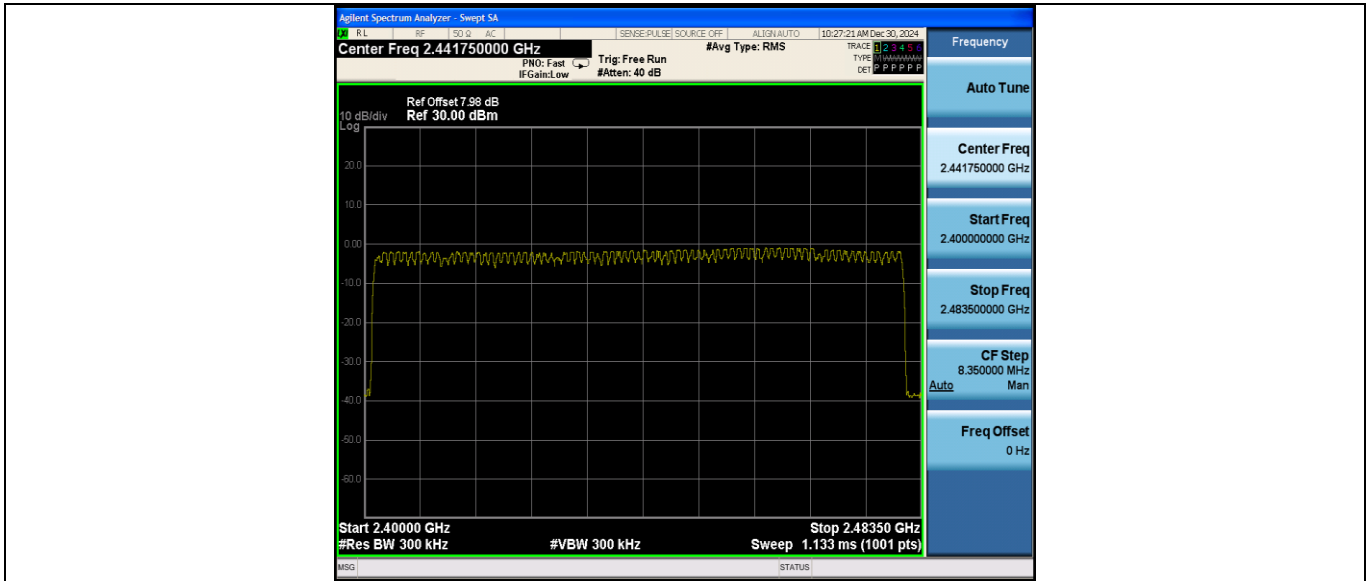 Agilent Spectrum Analyzer - Swept SA
LXI RL RF 50 Ω AC SENSE:PULSE SOURCE OFF ALIGN AUTO 10:27:21 AM Dec 30, 2024
Center Freq 2.441750000 GHz
PNO: Fast
IFGain:Low
Trig: Free Run
#Atten: 40 dB
#Avg Type: RMS
TRACE 1 2 3 4 5 6
TYPE M WWWWW
DET P P P P P P
Ref Offset 7.98 dB
10 dB/div Ref 30.00 dBm
Log
20.0
10.0
0.00
-10.0
-20.0
-30.0
-40.0
-50.0
-60.0
Start 2.40000 GHz Stop 2.48350 GHz
#Res BW 300 kHz #VBW 300 kHz Sweep 1.133 ms (1001 pts)
MSG STATUS
Frequency
Auto Tune
Center Freq
2.441750000 GHz
Start Freq
2.400000000 GHz
Stop Freq
2.483500000 GHz
CF Step
8.350000 MHz
Auto Man
Freq Offset
0 Hz